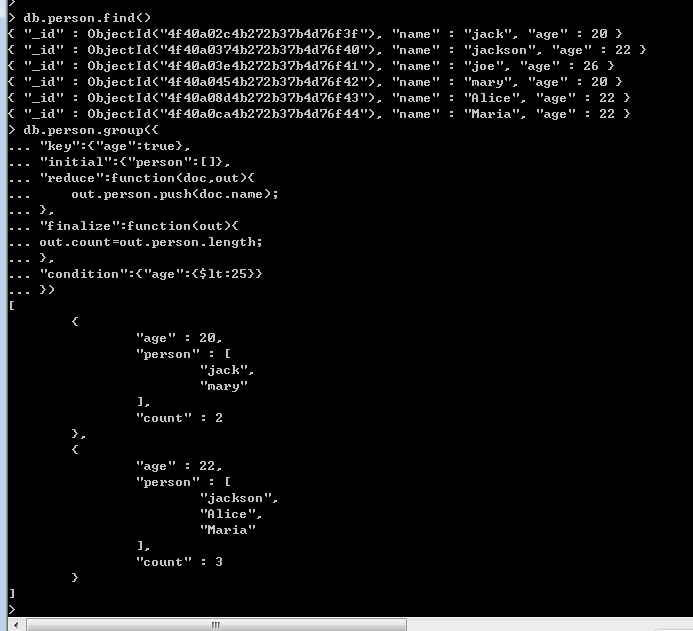 >
> db.person.find()
{ "_id" : ObjectId("4f40a02c4b272b37b4d76f3f"), "name" : "jack", "age" : 20 }
{ "_id" : ObjectId("4f40a0374b272b37b4d76f40"), "name" : "jackson", "age" : 22 }
{ "_id" : ObjectId("4f40a03e4b272b37b4d76f41"), "name" : "joe", "age" : 26 }
{ "_id" : ObjectId("4f40a0454b272b37b4d76f42"), "name" : "mary", "age" : 20 }
{ "_id" : ObjectId("4f40a08d4b272b37b4d76f43"), "name" : "Alice", "age" : 22 }
{ "_id" : ObjectId("4f40a0ca4b272b37b4d76f44"), "name" : "Maria", "age" : 22 }
> db.person.group({
... "key":{"age":true},
... "initial":{"person":[]},
... "reduce":function(doc,out){
...     out.person.push(doc.name);
... },
... "finalize":function(out){
... out.count=out.person.length;
... },
... "condition":{"age":{$lt:25}}
... })
[
        {
                "age" : 20,
                "person" : [
                        "jack",
                        "mary"
                ],
                "count" : 2
        },
        {
                "age" : 22,
                "person" : [
                        "jackson",
                        "Alice",
                        "Maria"
                ],
                "count" : 3
        }
]
>